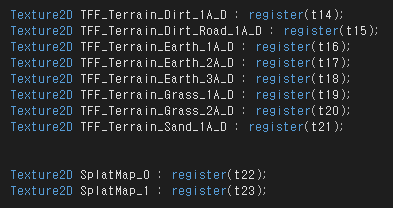 Texture2D TFF_Terrain_Dirt_1A_D : register(t14);
Texture2D TFF_Terrain_Dirt_Road_1A_D : register(t15);
Texture2D TFF_Terrain_Earth_1A_D : register(t16);
Texture2D TFF_Terrain_Earth_2A_D : register(t17);
Texture2D TFF_Terrain_Earth_3A_D : register(t18);
Texture2D TFF_Terrain_Grass_1A_D : register(t19);
Texture2D TFF_Terrain_Grass_2A_D : register(t20);
Texture2D TFF_Terrain_Sand_1A_D : register(t21);
Texture2D SplatMap_0 : register(t22);
Texture2D SplatMap_1 : register(t23);